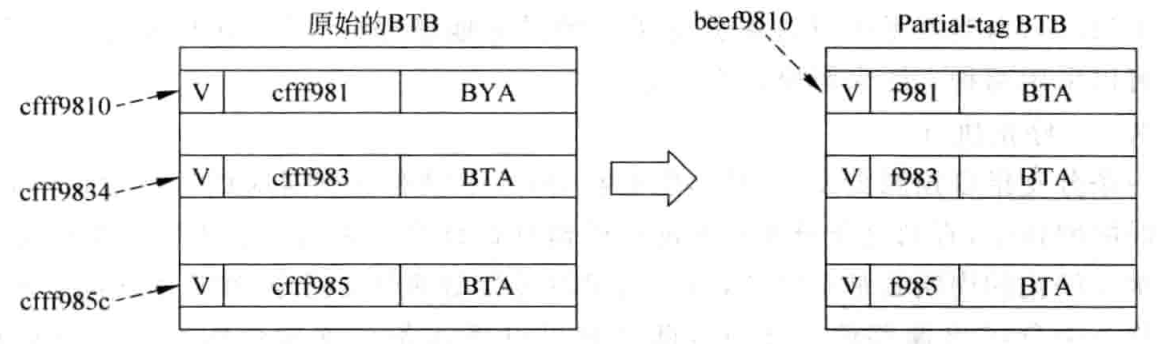 原始的BTB
cfff9810
V cfff981 BYA
cfff9834
V cfff983 BTA
cfff985c
V cfff985 BTA
beef9810
Partial-tag BTB
V f981 BTA
V f983 BTA
V f985 BTA